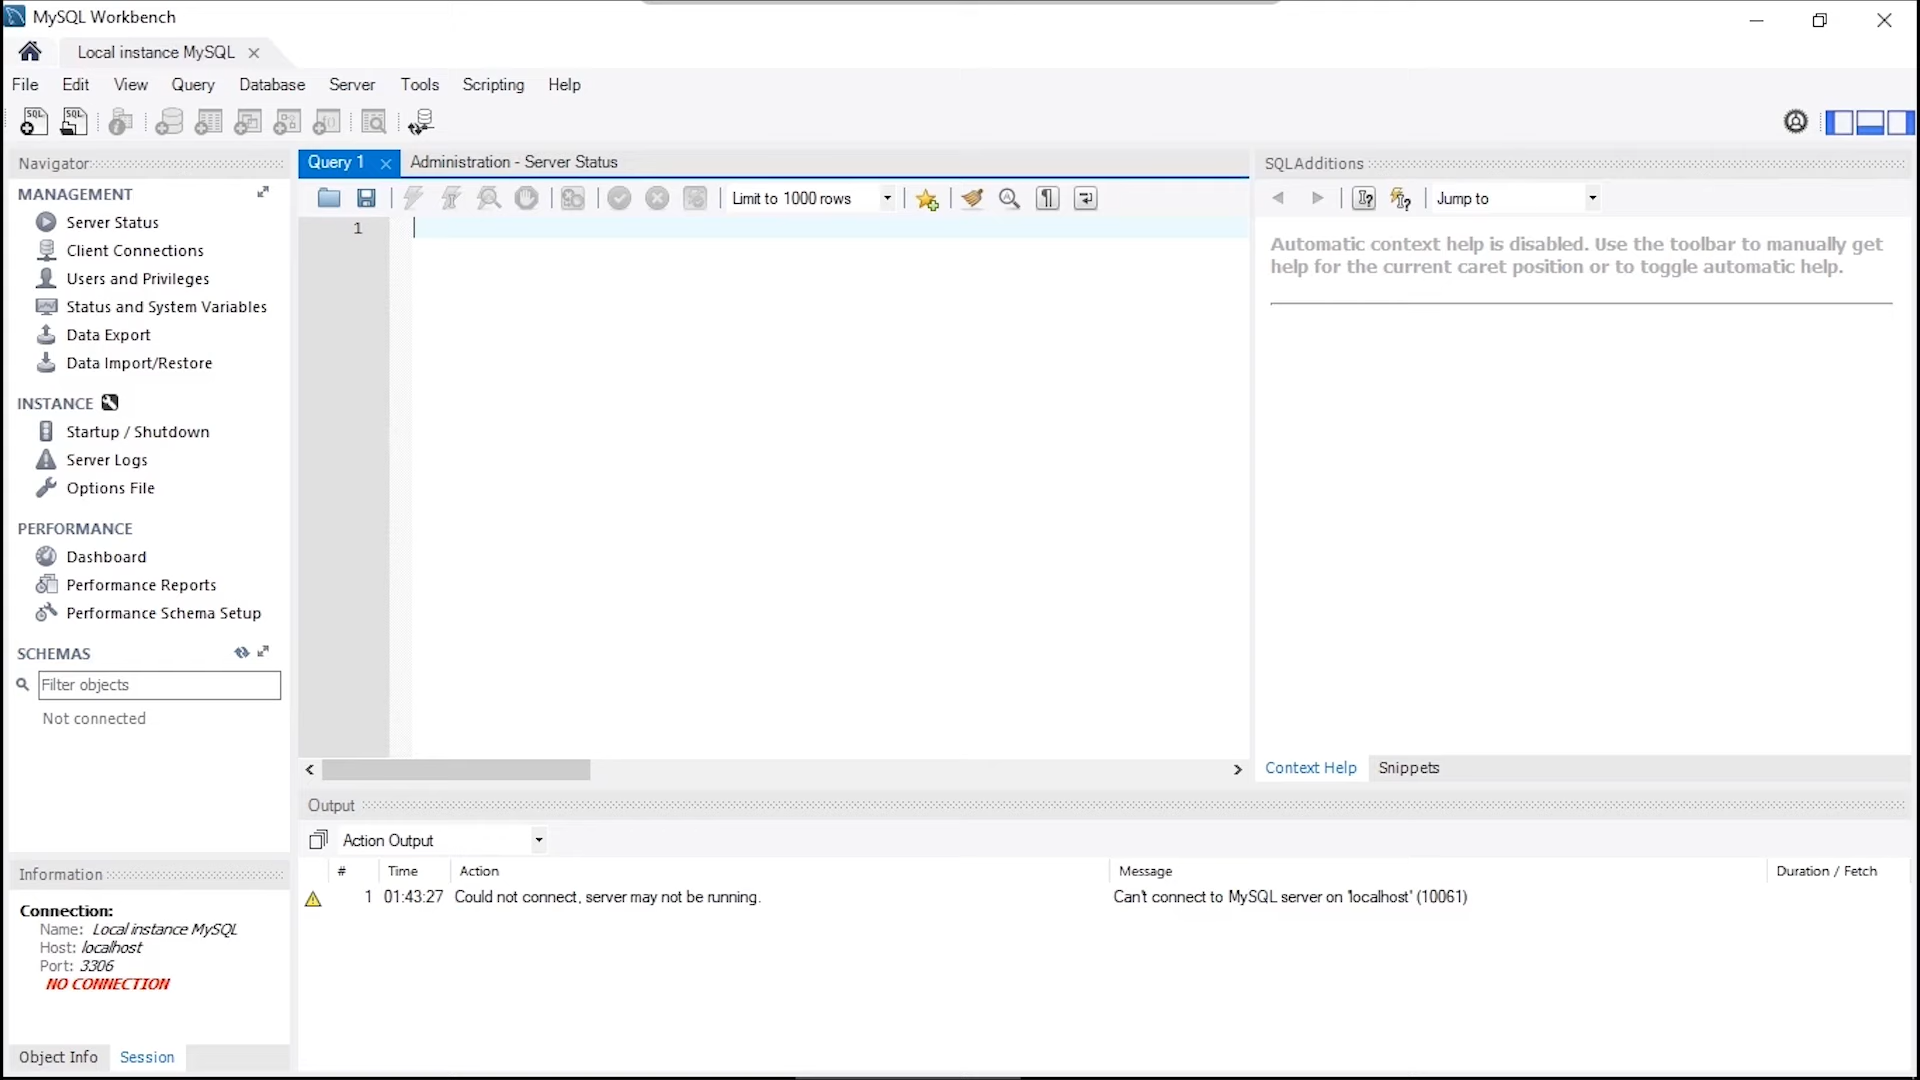 MySQL Workbench
Local instance MySQL
File Edit View Query Database Server Tools Scripting Help
Navigator
MANAGEMENT
Server Status
Client Connections
Users and Privileges
Status and System Variables
Data Export
Data Import/Restore
INSTANCE
Startup / Shutdown
Server Logs
Options File
PERFORMANCE
Dashboard
Performance Reports
Performance Schema Setup
SCHEMAS
Filter objects
Not connected
Information
Connection:
Name: Local instance MySQL
Host: localhost
Port: 3306
NO CONNECTION
Object Info Session
Query 1 Administration - Server Status
Limit to 1000 rows
1
SQLAdditions
Jump to
Automatic context help is disabled. Use the toolbar to manually get
help for the current caret position or to toggle automatic help.
Context Help Snippets
Output
Action Output
# Time Action Message Duration / Fetch
1 01:43:27 Could not connect, server may not be running. Can't connect to MySQL server on 'localhost' (10061)